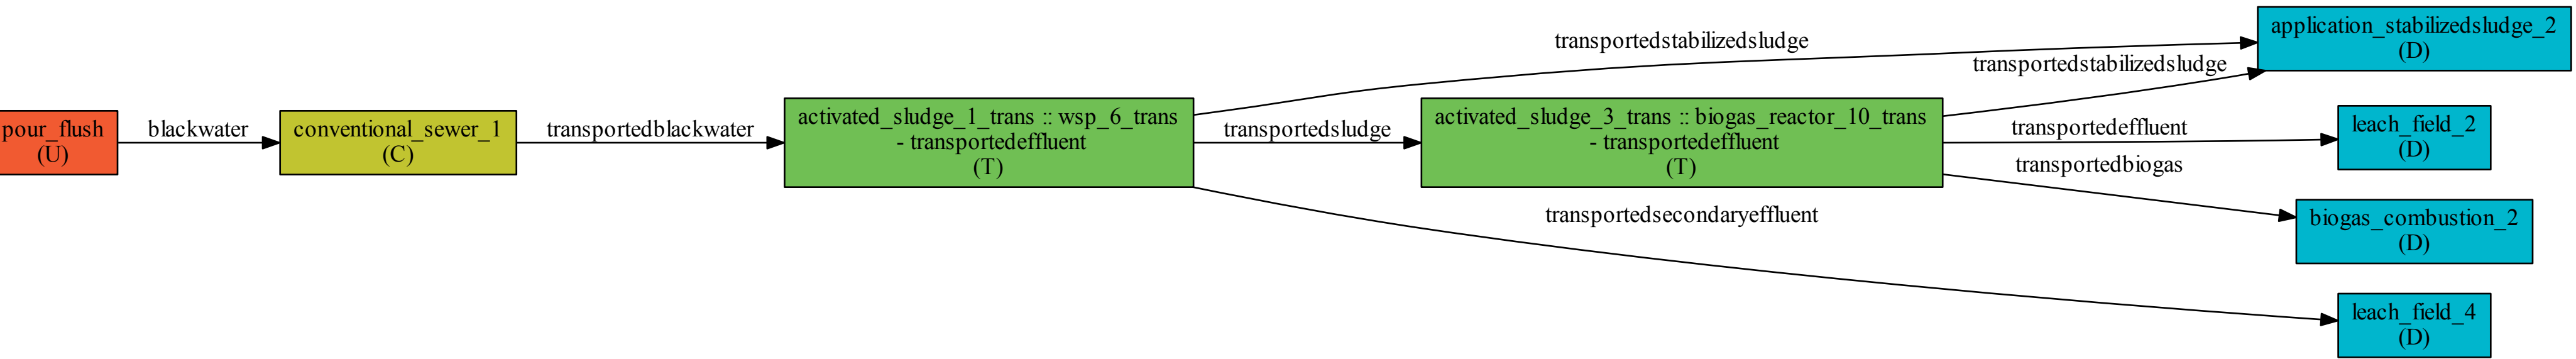 pour_flush
(U)
blackwater
conventional_sewer_1
(C)
transportedblackwater
activated_sludge_1_trans :: wsp_6_trans
- transportedeffluent
(T)
transportedstabilizedsludge
transportedsludge
transportedsecondaryeffluent
activated_sludge_3_trans :: biogas_reactor_10_trans
- transportedeffluent
(T)
transportedstabilizedsludge
transportedeffluent
transportedbiogas
application_stabilizedsludge_2
(D)
leach_field_2
(D)
biogas_combustion_2
(D)
leach_field_4
(D)